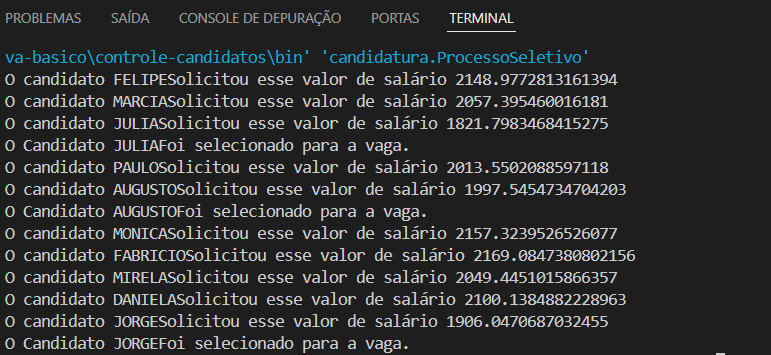 PROBLEMAS SAÍDA CONSOLE DE DEPURAÇÃO PORTAS TERMINAL
va-basico\controle-candidatos\bin' 'candidatura.ProcessoSeletivo'
O candidato FELIPESolicitou esse valor de salário 2148.9772813161394
O candidato MARCIASolicitou esse valor de salário 2057.395460016181
O candidato JULIASolicitou esse valor de salário 1821.7983468415275
O Candidato JULIAFoi selecionado para a vaga.
O candidato PAULOSolicitou esse valor de salário 2013.5502088597118
O candidato AUGUSTOSolicitou esse valor de salário 1997.5454734704203
O Candidato AUGUSTOFoi selecionado para a vaga.
O candidato MONICASolicitou esse valor de salário 2157.3239526526077
O candidato FABRICIOSolicitou esse valor de salário 2169.0847380802156
O candidato MIRELASolicitou esse valor de salário 2049.4451015866357
O candidato DANIELASolicitou esse valor de salário 2100.1384882228963
O candidato JORGESolicitou esse valor de salário 1906.0470687032455
O Candidato JORGEFoi selecionado para a vaga.